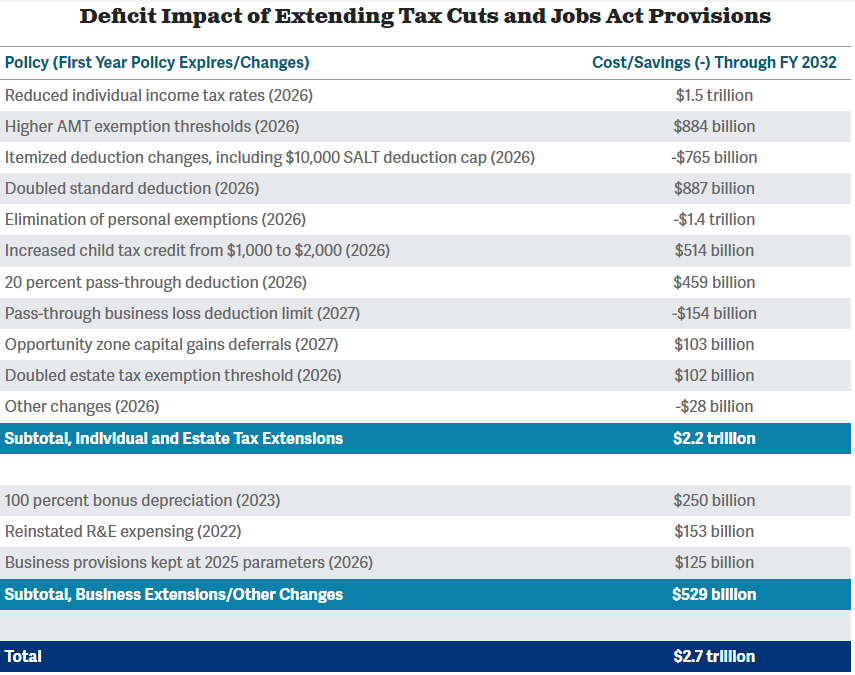 Deficit Impact of Extending Tax Cuts and Jobs Act Provisions
Policy (First Year Policy Expires/Changes) Cost/Savings (-) Through FY 2032
Reduced individual income tax rates (2026) $1.5 trillion
Higher AMT exemption thresholds (2026) $884 billion
Itemized deduction changes, including $10,000 SALT deduction cap (2026) -$765 billion
Doubled standard deduction (2026) $887 billion
Elimination of personal exemptions (2026) -$1.4 trillion
Increased child tax credit from $1,000 to $2,000 (2026) $514 billion
20 percent pass-through deduction (2026) $459 billion
Pass-through business loss deduction limit (2027) -$154 billion
Opportunity zone capital gains deferrals (2027) $103 billion
Doubled estate tax exemption threshold (2026) $102 billion
Other changes (2026) -$28 billion
Subtotal, Individual and Estate Tax Extensions $2.2 trillion
100 percent bonus depreciation (2023) $250 billion
Reinstated R&E expensing (2022) $153 billion
Business provisions kept at 2025 parameters (2026) $125 billion
Subtotal, Business Extensions/Other Changes $529 billion
Total $2.7 trillion